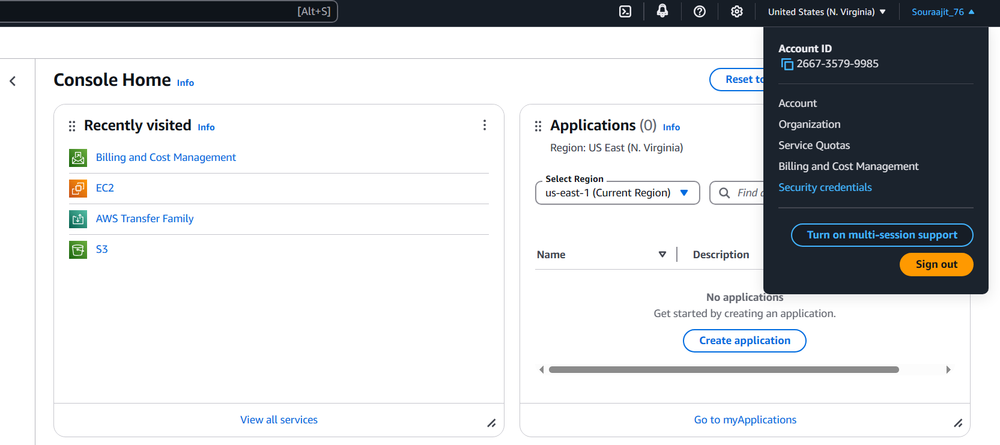 [Alt+S]
United States (N. Virginia)
Souraajit_76
Account ID
2667-3579-9985
Account
Organization
Service Quotas
Billing and Cost Management
Security credentials
Turn on multi-session support
Sign out
Console Home Info
Reset to
Recently visited Info
Billing and Cost Management
EC2
AWS Transfer Family
S3
View all services
Applications (0) Info
Region: US East (N. Virginia)
Select Region
us-east-1 (Current Region)
Find
Name
Description
No applications
Get started by creating an application.
Create application
Go to myApplications